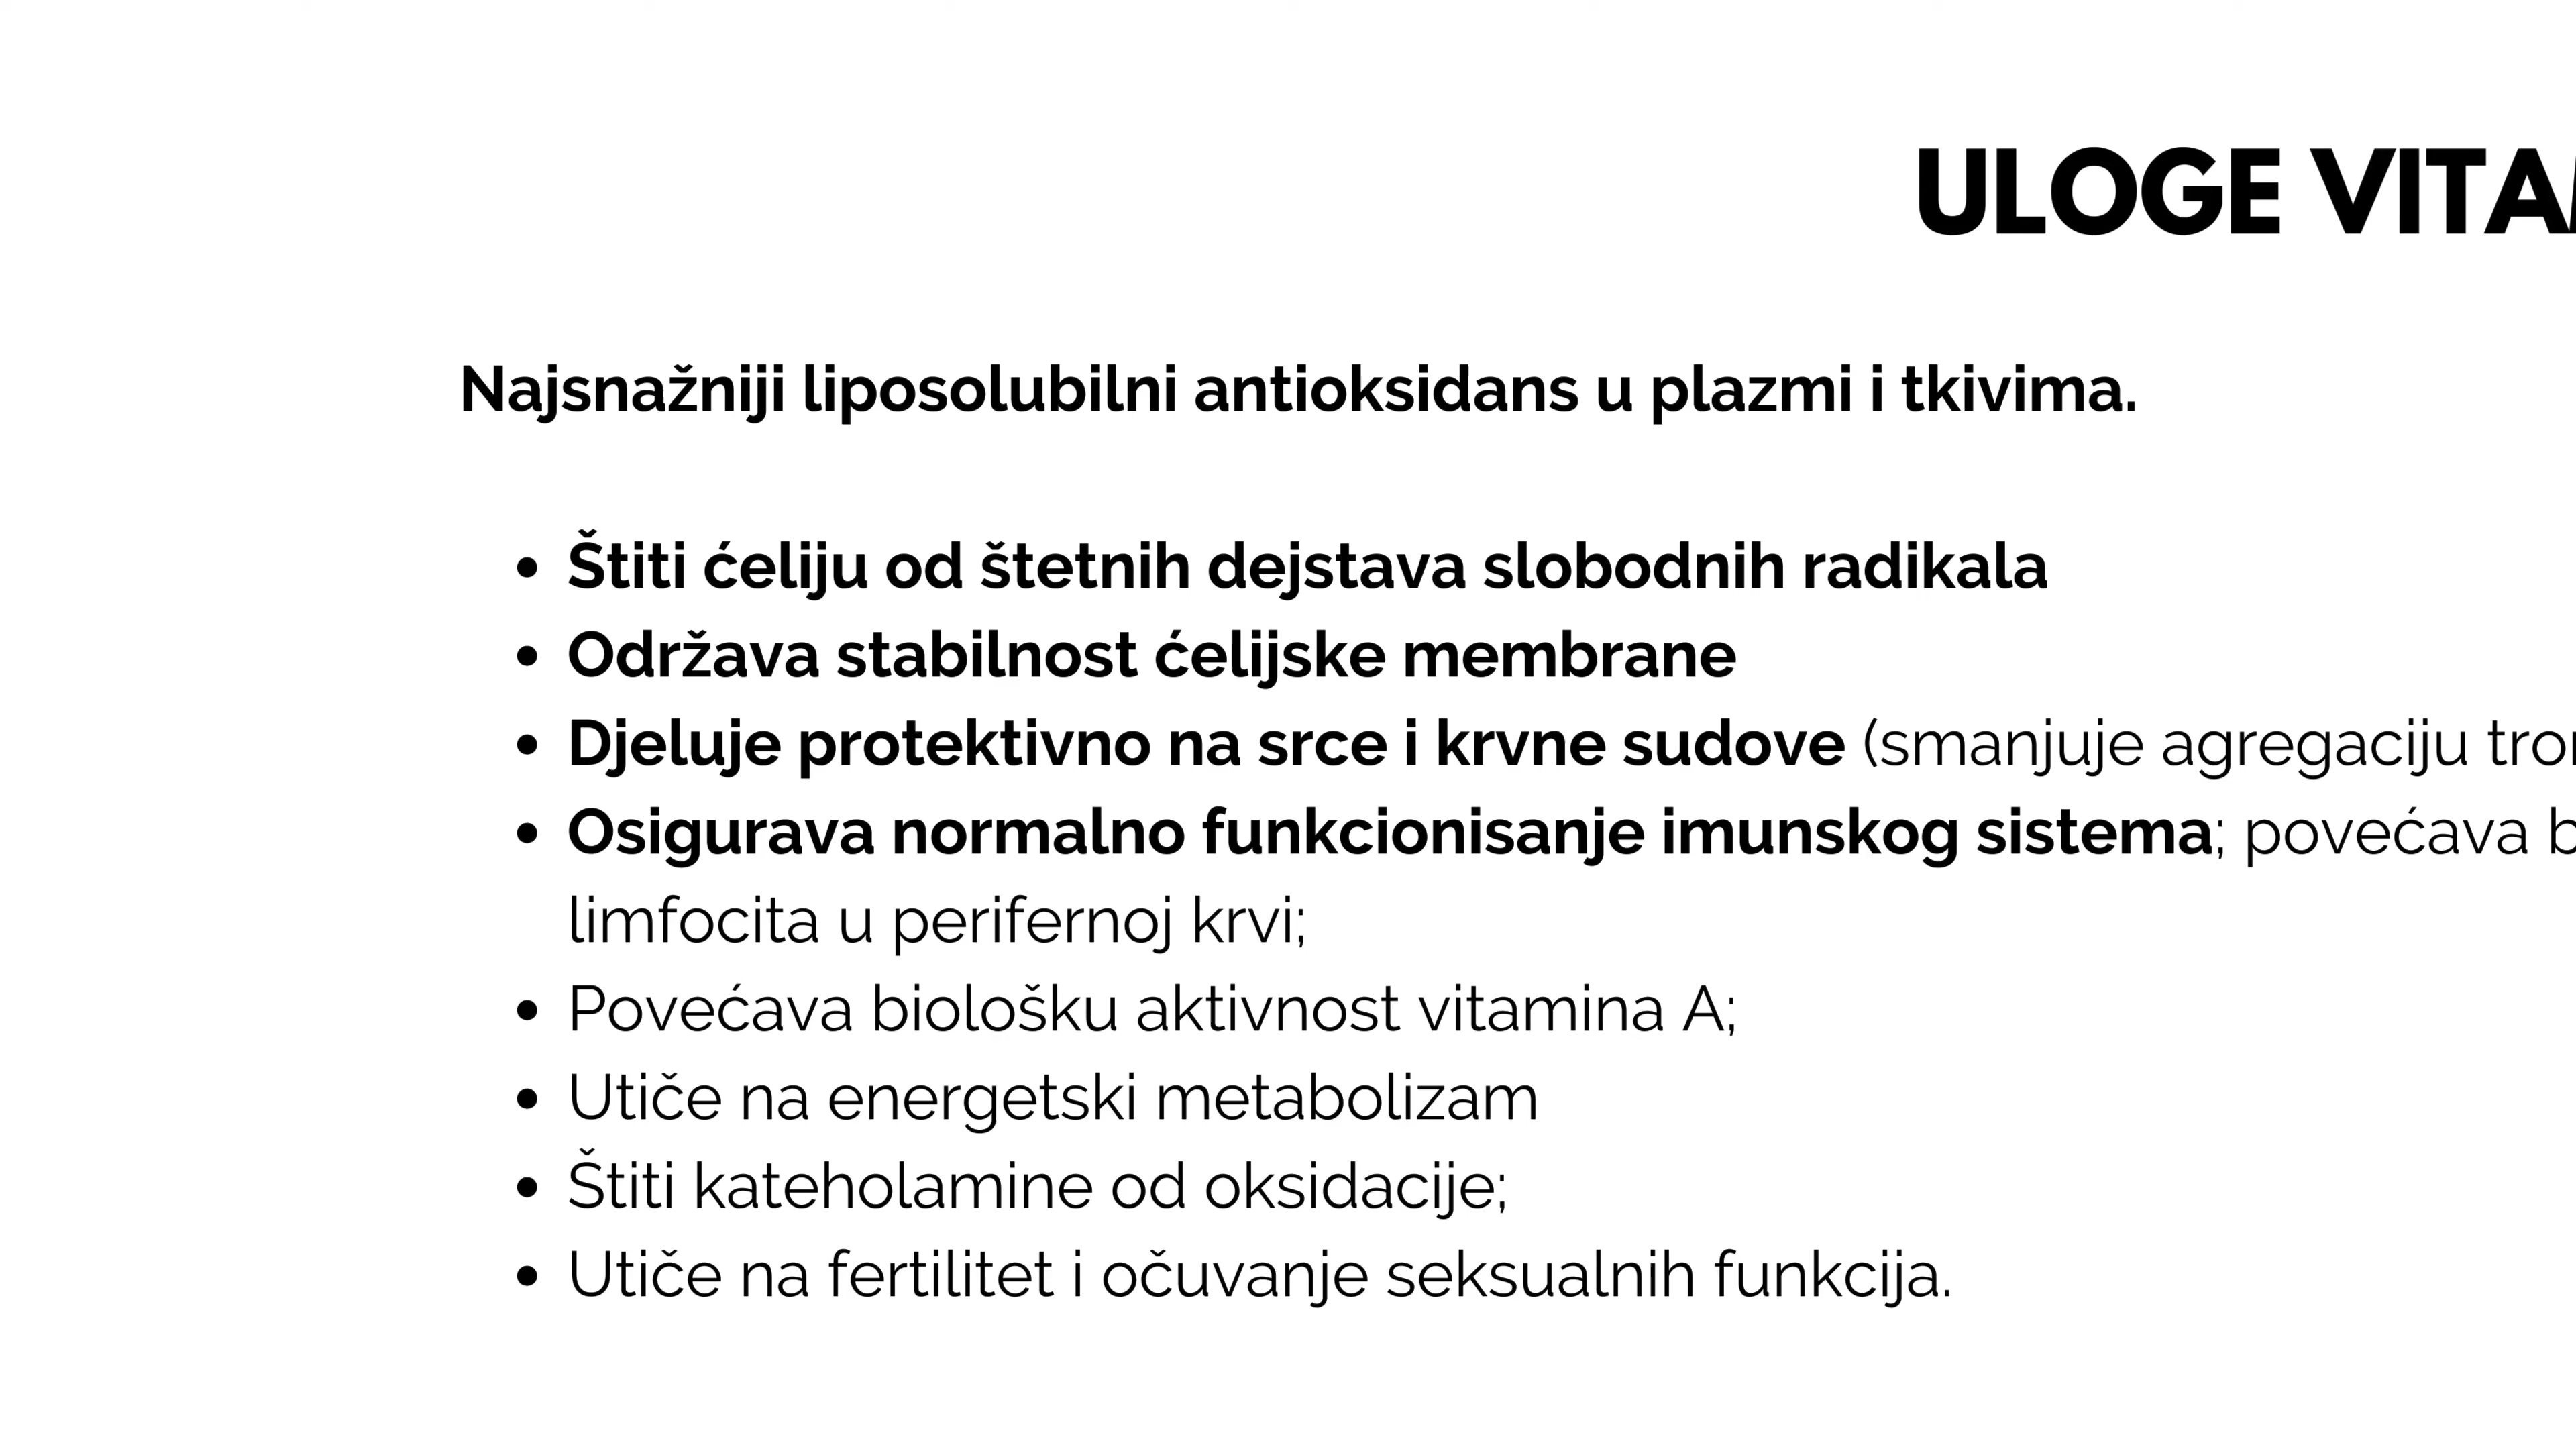 ULOGE
Najsnažniji liposolubilni antioksidans u plazmi i tkivima.
• Štiti ćeliju od štetnih dejstava slobodnih radikala
• Održava stabilnost ćelijske membrane
• Djeluje protektivno na srce i krvne sudove (smanjuje agregaciju
• Osigurava normalno funkcionisanje imunskog sistema; povećava
limfocita u perifernoj krvi;
• Povećava biološku aktivnost vitamina A;
• Utiče na energetski metabolizam
• Štiti kateholamine od oksidacije;
• Utiče na fertilitet i očuvanje seksualnih funkcija.